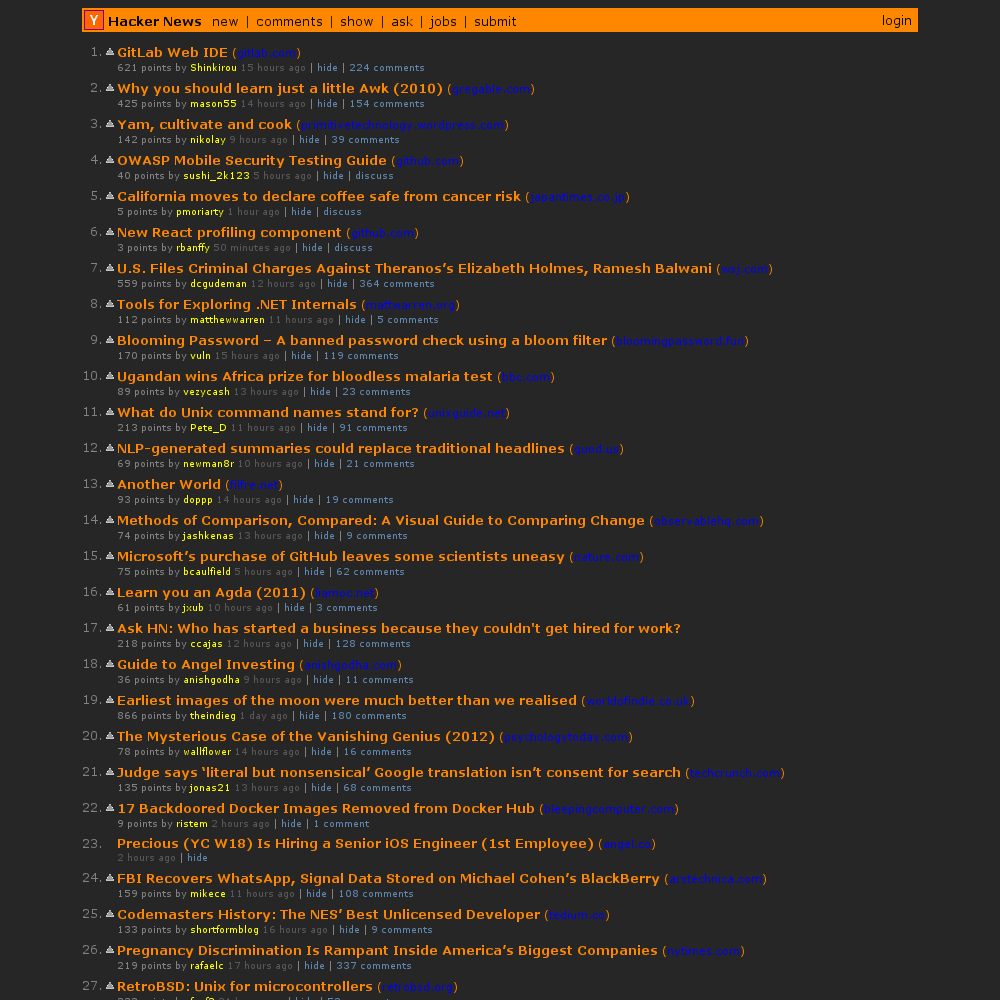 Y Hacker News new | comments | show | ask | jobs | submit login
1. GitLab Web IDE (gitlab.com)
621 points by Shinkirou 15 hours ago | hide | 224 comments
2. Why you should learn just a little Awk (2010) (gregable.com)
425 points by mason55 14 hours ago | hide | 154 comments
3. Yam, cultivate and cook (primitivetechnology.wordpress.com)
142 points by nikolay 9 hours ago | hide | 39 comments
4. OWASP Mobile Security Testing Guide (github.com)
40 points by sushi_2k123 5 hours ago | hide | discuss
5. California moves to declare coffee safe from cancer risk (japantimes.co.jp)
5 points by pmoriarty 1 hour ago | hide | discuss
6. New React profiling component (github.com)
3 points by rbanffy 50 minutes ago | hide | discuss
7. U.S. Files Criminal Charges Against Theranos’s Elizabeth Holmes, Ramesh Balwani (wsj.com)
559 points by dcgudeman 12 hours ago | hide | 364 comments
8. Tools for Exploring .NET Internals (mattwarren.org)
112 points by matthewwarren 11 hours ago | hide | 5 comments
9. Blooming Password – A banned password check using a bloom filter (bloomingpassword.fun)
170 points by vuln 15 hours ago | hide | 119 comments
10. Ugandan wins Africa prize for bloodless malaria test (bbc.com)
89 points by vezycash 13 hours ago | hide | 23 comments
11. What do Unix command names stand for? (unixguide.net)
213 points by Pete_D 11 hours ago | hide | 91 comments
12. NLP-generated summaries could replace traditional headlines
69 points by newman8r 10 hours ago | hide | 21 comments
13. Another World
93 points by doppp 14 hours ago | hide | 19 comments
14. Methods of Comparison, Compared: A Visual Guide to Comparing Change (observablehq.com)
74 points by jashkenas 13 hours ago | hide | 9 comments
15. Microsoft’s purchase of GitHub leaves some scientists uneasy (nature.com)
75 points by bcaulfield 5 hours ago | hide | 62 comments
16. Learn you an Agda (2011)
61 points by jxub 10 hours ago | hide | 3 comments
17. Ask HN: Who has started a business because they couldn't get hired for work?
218 points by ccajas 12 hours ago | hide | 128 comments
18. Guide to Angel Investing (anishgodha.com)
36 points by anishgodha 9 hours ago | hide | 11 comments
19. Earliest images of the moon were much better than we realised (worldofindie.co.uk)
866 points by theindieg 1 day ago | hide | 180 comments
20. The Mysterious Case of the Vanishing Genius (2012) (psychologytoday.com)
78 points by wallflower 14 hours ago | hide | 16 comments
21. Judge says ‘literal but nonsensical’ Google translation isn’t consent for search (techcrunch.com)
135 points by jonas21 13 hours ago | hide | 68 comments
22. 17 Backdoored Docker Images Removed from Docker Hub (bleepingcomputer.com)
9 points by ristem 2 hours ago | hide | 1 comment
23. Precious (YC W18) Is Hiring a Senior iOS Engineer (1st Employee) (angel.co)
2 hours ago | hide
24. FBI Recovers WhatsApp, Signal Data Stored on Michael Cohen’s BlackBerry (arstechnica.com)
159 points by mikece 11 hours ago | hide | 108 comments
25. Codemasters History: The NES’ Best Unlicensed Developer (tedium.co)
133 points by shortformblog 16 hours ago | hide | 9 comments
26. Pregnancy Discrimination Is Rampant Inside America’s Biggest Companies (nytimes.com)
219 points by rafaelc 17 hours ago | hide | 337 comments
27. RetroBSD: Unix for microcontrollers (retrobsd.org)